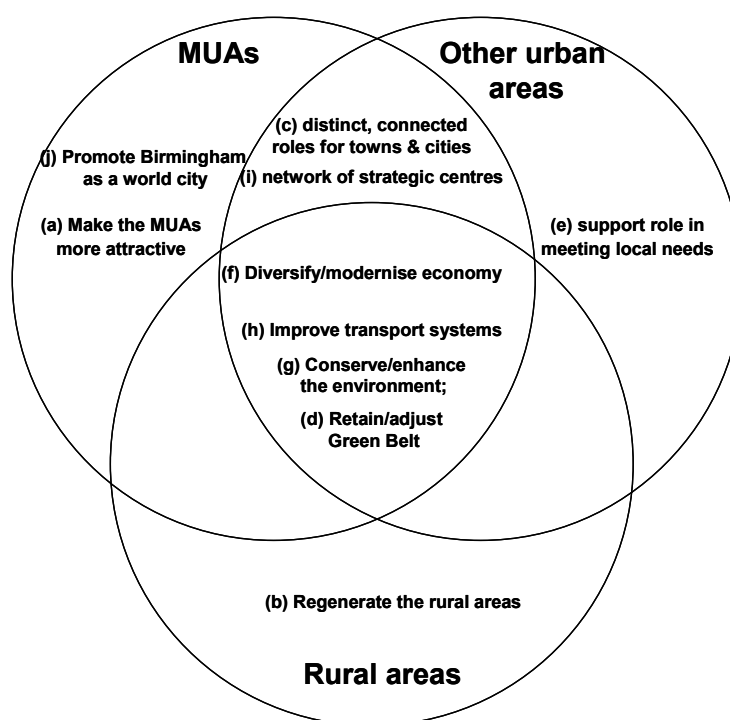 MUAs
Other urban
areas
(c) distinct, connected
roles for towns & cities
(j) Promote Birmingham
as a world city
(i) network of strategic centres
(a) Make the MUAs
more attractive
(e) support role in
meeting local needs
(f) Diversify/modernise economy
(h) Improve transport systems
(g) Conserve/enhance
the environment;
(d) Retain/adjust
Green Belt
(b) Regenerate the rural areas
Rural areas